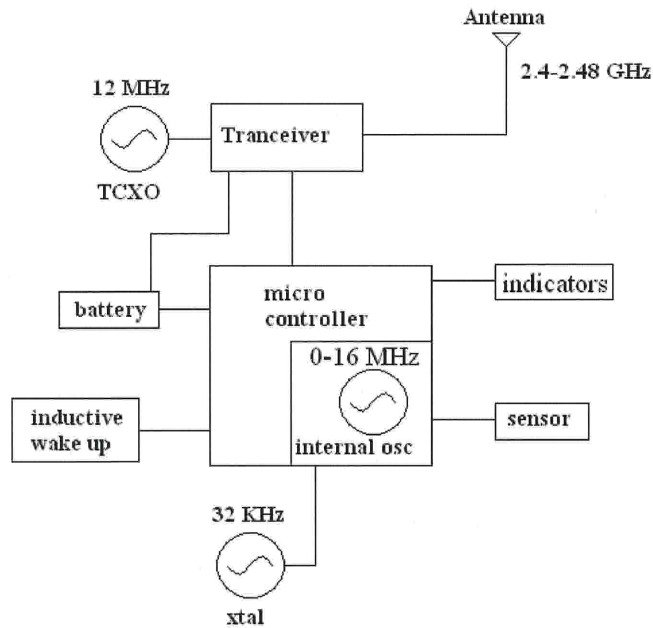 Antenna
2.4-2.48 GHz
12 MHz
TCXO
Tranceiver
battery
micro
controller
indicators
0-16 MHz
internal osc
inductive
wake up
sensor
32 KHz
xtal